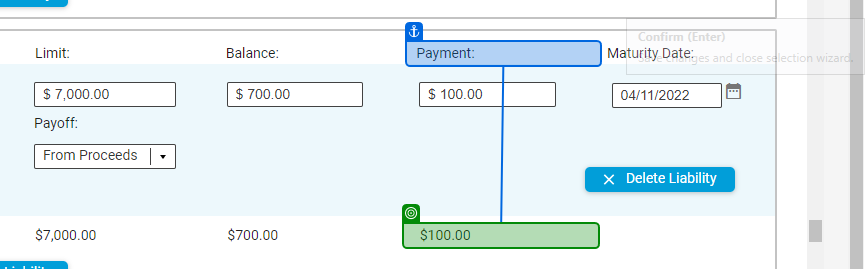 Confirm (Enter)
Limit:
Balance:
Payment:
Maturity Date:
Save changes and close selection wizard.
$ 7,000.00
$ 700.00
$ 100.00
04/11/2022
Payoff:
From Proceeds
Delete Liability
$7,000.00
$700.00
$100.00